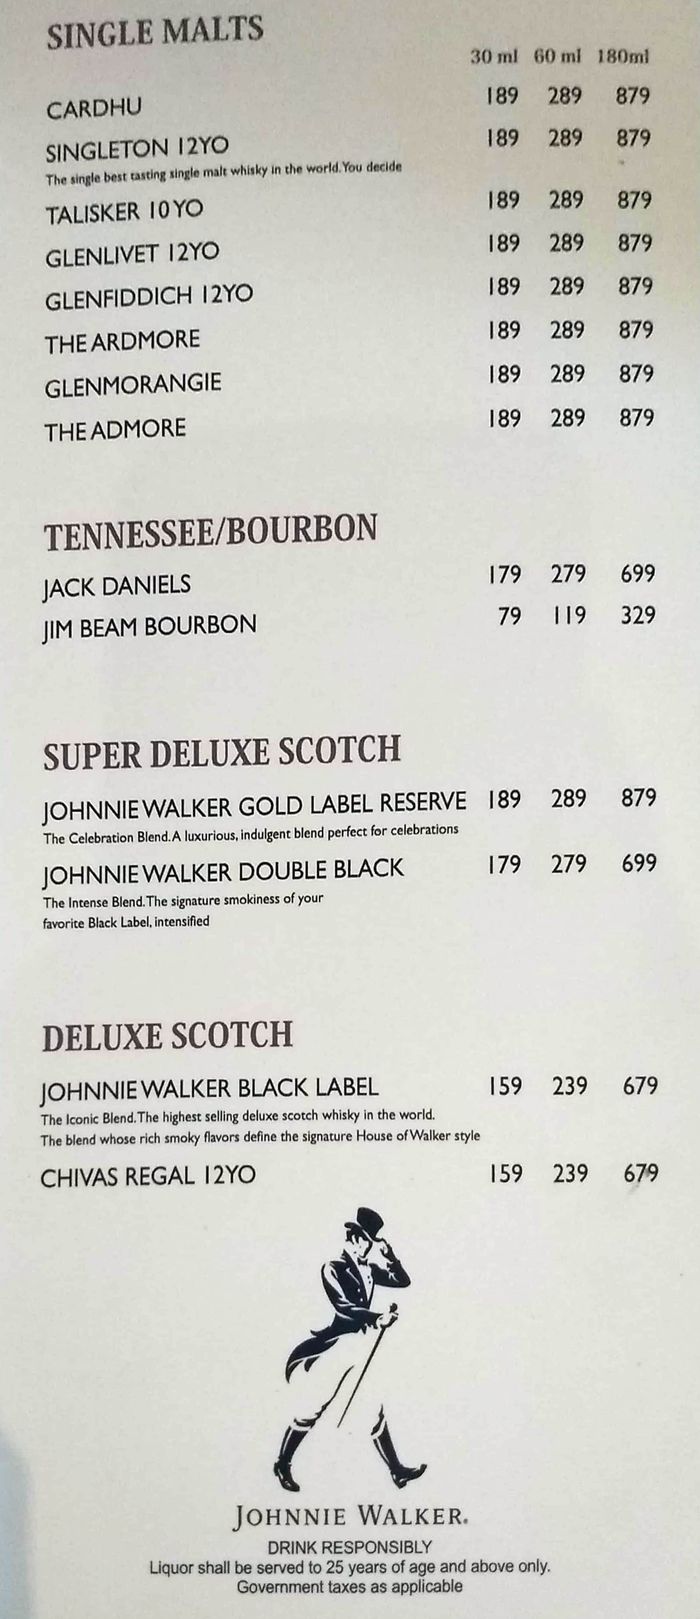 SINGLE MALTS
30 ml 60 ml 180ml
CARDHU 189 289 879
SINGLETON 12YO 189 289 879
The single best tasting single malt whisky in the world. You decide
TALISKER 10YO 189 289 879
GLENLIVET 12YO 189 289 879
GLENFIDDICH 12YO 189 289 879
THE ARDMORE 189 289 879
GLENMORANGIE 189 289 879
THE ADMORE 189 289 879
TENNESSEE/BOURBON
JACK DANIELS 179 279 699
JIM BEAM BOURBON 79 119 329
SUPER DELUXE SCOTCH
JOHNNIE WALKER GOLD LABEL RESERVE 189 289 879
The Celebration Blend. A luxurious, indulgent blend perfect for celebrations
JOHNNIE WALKER DOUBLE BLACK 179 279 699
The Intense Blend. The signature smokiness of your
favorite Black Label, intensified
DELUXE SCOTCH
JOHNNIE WALKER BLACK LABEL 159 239 679
The Iconic Blend. The highest selling deluxe scotch whisky in the world.
The blend whose rich smoky flavors define the signature House of Walker style
CHIVAS REGAL 12YO 159 239 679
JOHNNIE WALKER.
DRINK RESPONSIBLY
Liquor shall be served to 25 years of age and above only.
Government taxes as applicable